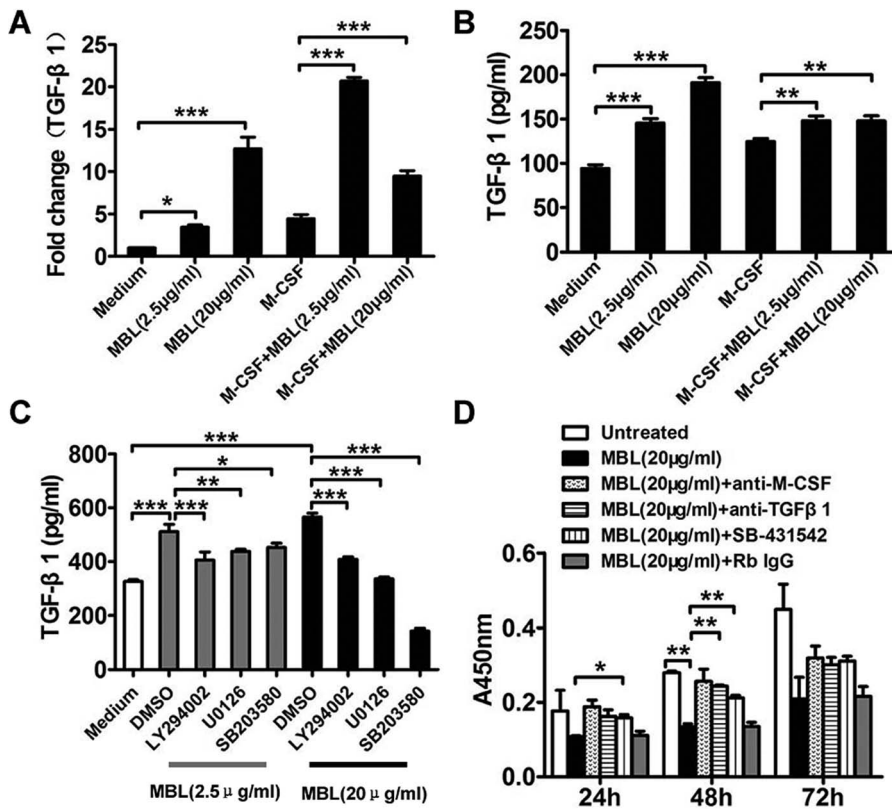 A
Fold change (TGF-β 1)
25
20
15
10
5
0
*
***
***
***
Medium
MBL(2.5μg/ml)
MBL(20μg/ml)
M-CSF
M-CSF+MBL(2.5μg/ml)
M-CSF+MBL(20μg/ml)
B
TGF-β 1 (pg/ml)
250
200
150
100
50
0
***
***
**
**
Medium
MBL(2.5μg/ml)
MBL(20μg/ml)
M-CSF
M-CSF+MBL(2.5μg/ml)
M-CSF+MBL(20μg/ml)
C
TGF-β 1 (pg/ml)
800
600
400
200
0
***
*
**
*** ***
***
***
***
Medium
DMSO
LY294002
U0126
SB203580
DMSO
LY294002
U0126
SB203580
MBL(2.5 μ g/ml)
MBL(20 μ g/ml)
D
Untreated
MBL(20μg/ml)
MBL(20μg/ml)+anti-M-CSF
MBL(20μg/ml)+anti-TGFβ 1
MBL(20μg/ml)+SB-431542
MBL(20μg/ml)+Rb IgG
A450nm
0.6
0.4
0.2
0.0
*
**
**
**
24h
48h
72h